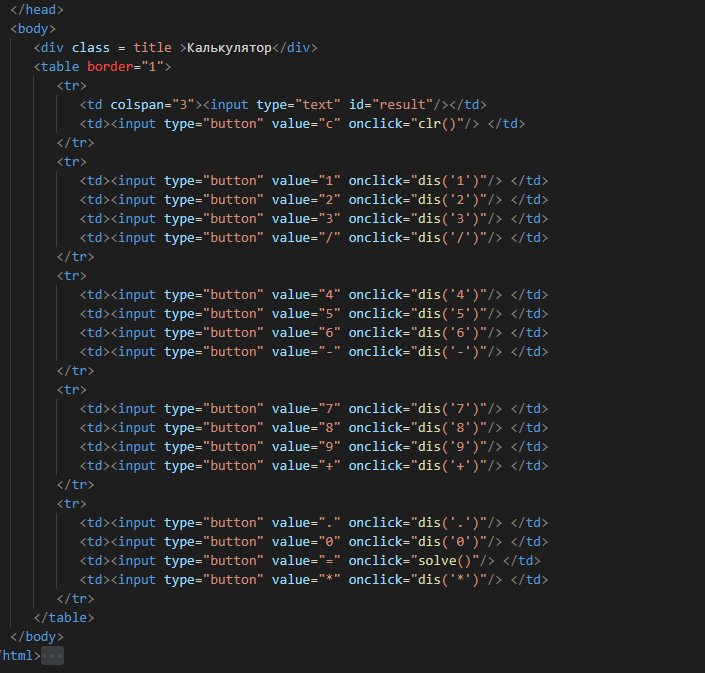 </head>
<body>
<div class = title >Калькулятор</div>
<table border="1">
<tr>
<td colspan="3"><input type="text" id="result"/></td>
<td><input type="button" value="c" onclick="clr()"/> </td>
</tr>
<tr>
<td><input type="button" value="1" onclick="dis('1')"/> </td>
<td><input type="button" value="2" onclick="dis('2')"/> </td>
<td><input type="button" value="3" onclick="dis('3')"/> </td>
<td><input type="button" value="/" onclick="dis('/')"/> </td>
</tr>
<tr>
<td><input type="button" value="4" onclick="dis('4')"/> </td>
<td><input type="button" value="5" onclick="dis('5')"/> </td>
<td><input type="button" value="6" onclick="dis('6')"/> </td>
<td><input type="button" value="-" onclick="dis('-')"/> </td>
</tr>
<tr>
<td><input type="button" value="7" onclick="dis('7')"/> </td>
<td><input type="button" value="8" onclick="dis('8')"/> </td>
<td><input type="button" value="9" onclick="dis('9')"/> </td>
<td><input type="button" value="+" onclick="dis('+')"/> </td>
</tr>
<tr>
<td><input type="button" value="." onclick="dis('.')"/> </td>
<td><input type="button" value="0" onclick="dis('0')"/> </td>
<td><input type="button" value="=" onclick="solve()"/> </td>
<td><input type="button" value="*" onclick="dis('*')"/> </td>
</tr>
</table>
</body>
/html>···